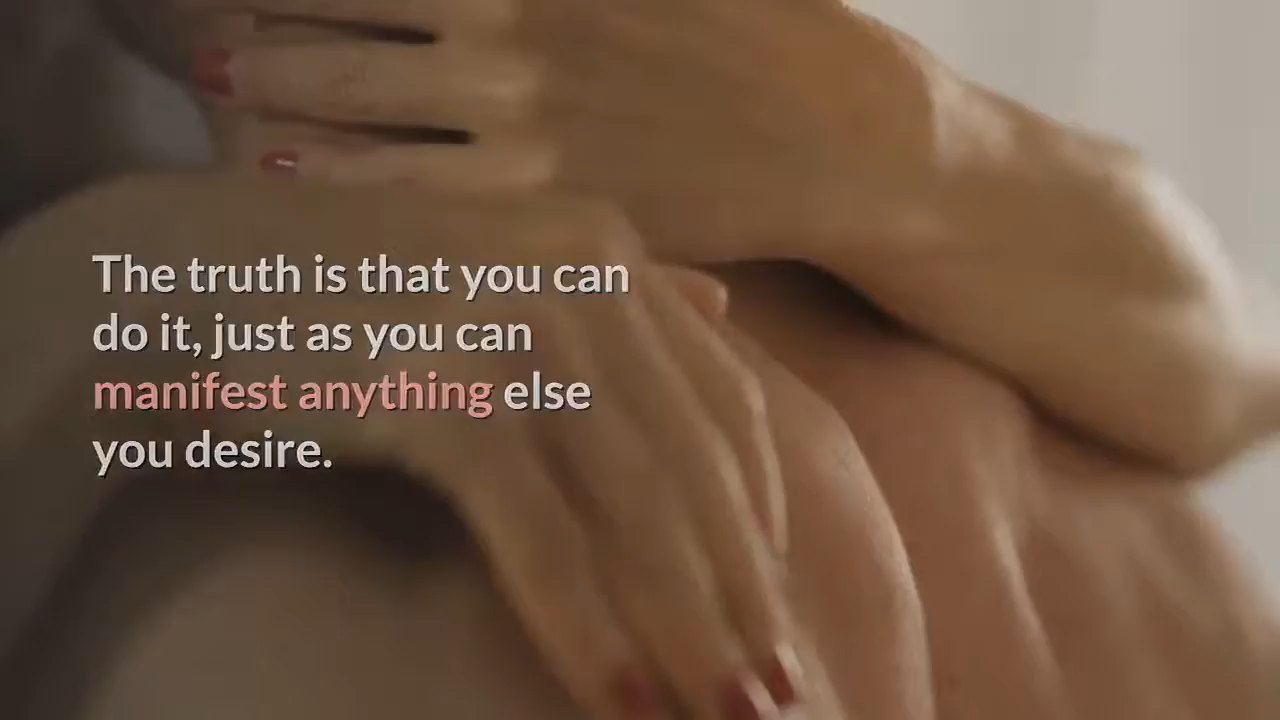 The truth is that you can
do it, just as you can
manifest anything else
you desire.